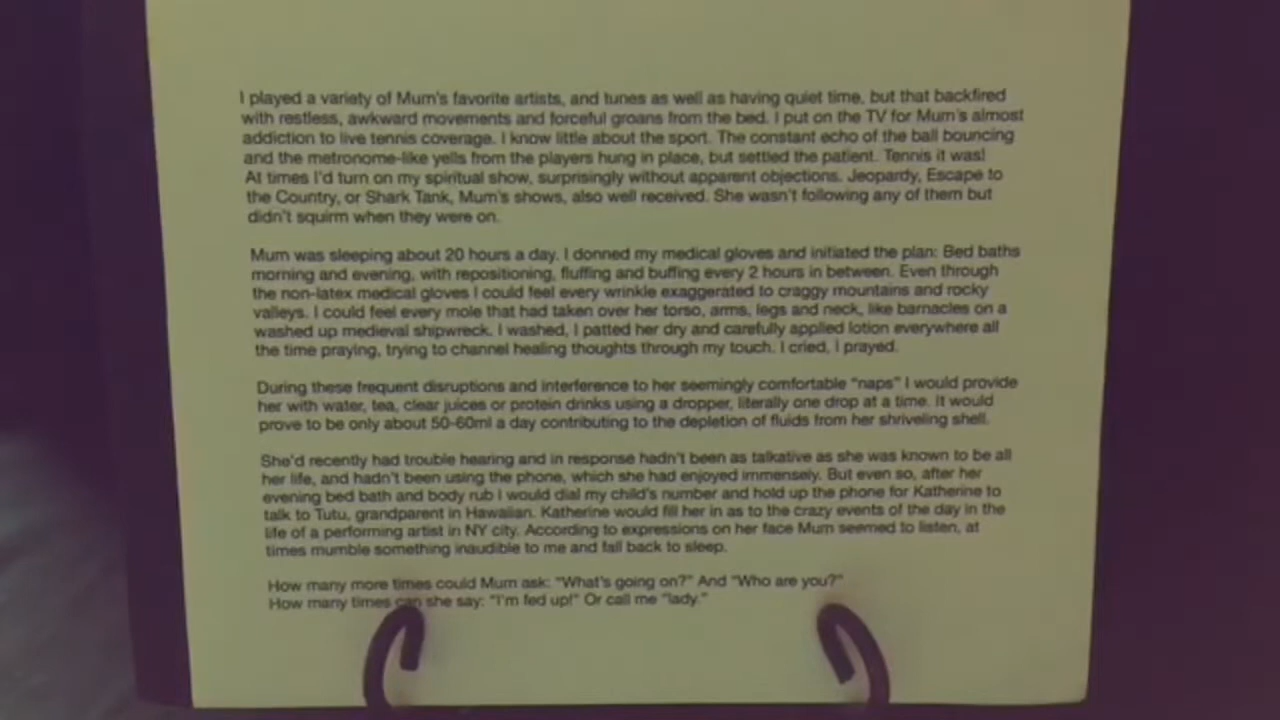 I played a variety of Mum's favorite artists, and tunes as well as having quiet time, but that backfired
with restless, awkward movements and forceful groans from the bed. I put on the TV for Mum's almost
addiction to live tennis coverage. I know little about the sport. The constant echo of the ball bouncing
and the metronome-like yells from the players hung in place, but settled the patient. Tennis it was!
At times I'd turn on my spiritual show, surprisingly without apparent objections. Jeopardy, Escape to
the Country, or Shark Tank, Mum's shows, also well received. She wasn't following any of them but
didn't squirm when they were on.
Mum was sleeping about 20 hours a day. I donned my medical gloves and initiated the plan: Bed baths
morning and evening, with repositioning, fluffing and buffing every 2 hours in between. Even through
the non-latex medical gloves I could feel every wrinkle exaggerated to craggy mountains and rocky
valleys. I could feel every mole that had taken over her torso, arms, legs and neck, like barnacles on a
washed up medieval shipwreck. I washed, I patted her dry and carefully applied lotion everywhere all
the time praying, trying to channel healing thoughts through my touch. I cried, I prayed.
During these frequent disruptions and interference to her seemingly comfortable "naps" I would provide
her with water, tea, clear juices or protein drinks using a dropper, literally one drop at a time. It would
prove to be only about 50-60ml a day contributing to the depletion of fluids from her shriveling shell.
She'd recently had trouble hearing and in response hadn't been as talkative as she was known to be all
her life, and hadn't been using the phone, which she had enjoyed immensely. But even so, after her
evening bed bath and body rub I would dial my child's number and hold up the phone for Katherine to
talk to Tutu, grandparent in Hawaiian. Katherine would fill her in as to the crazy events of the day in the
life of a performing artist in NY city. According to expressions on her face Mum seemed to listen, at
times mumble something inaudible to me and fall back to sleep.
How many more times could Mum ask: "What's going on?" And "Who are you?"
How many times can she say: "I'm fed up!" Or call me "lady."